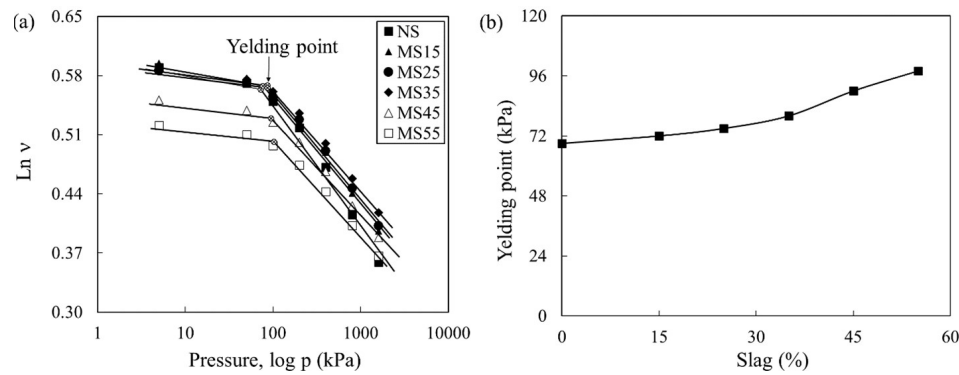 (a)
0.65
0.58
0.51
0.44
0.37
0.30
Ln ν
Yelding point
NS
MS15
MS25
MS35
MS45
MS55
1 10 100 1000 10000
Pressure, log p (kPa)
(b)
120
96
72
48
24
0
Yelding point (kPa)
0 15 30 45 60
Slag (%)